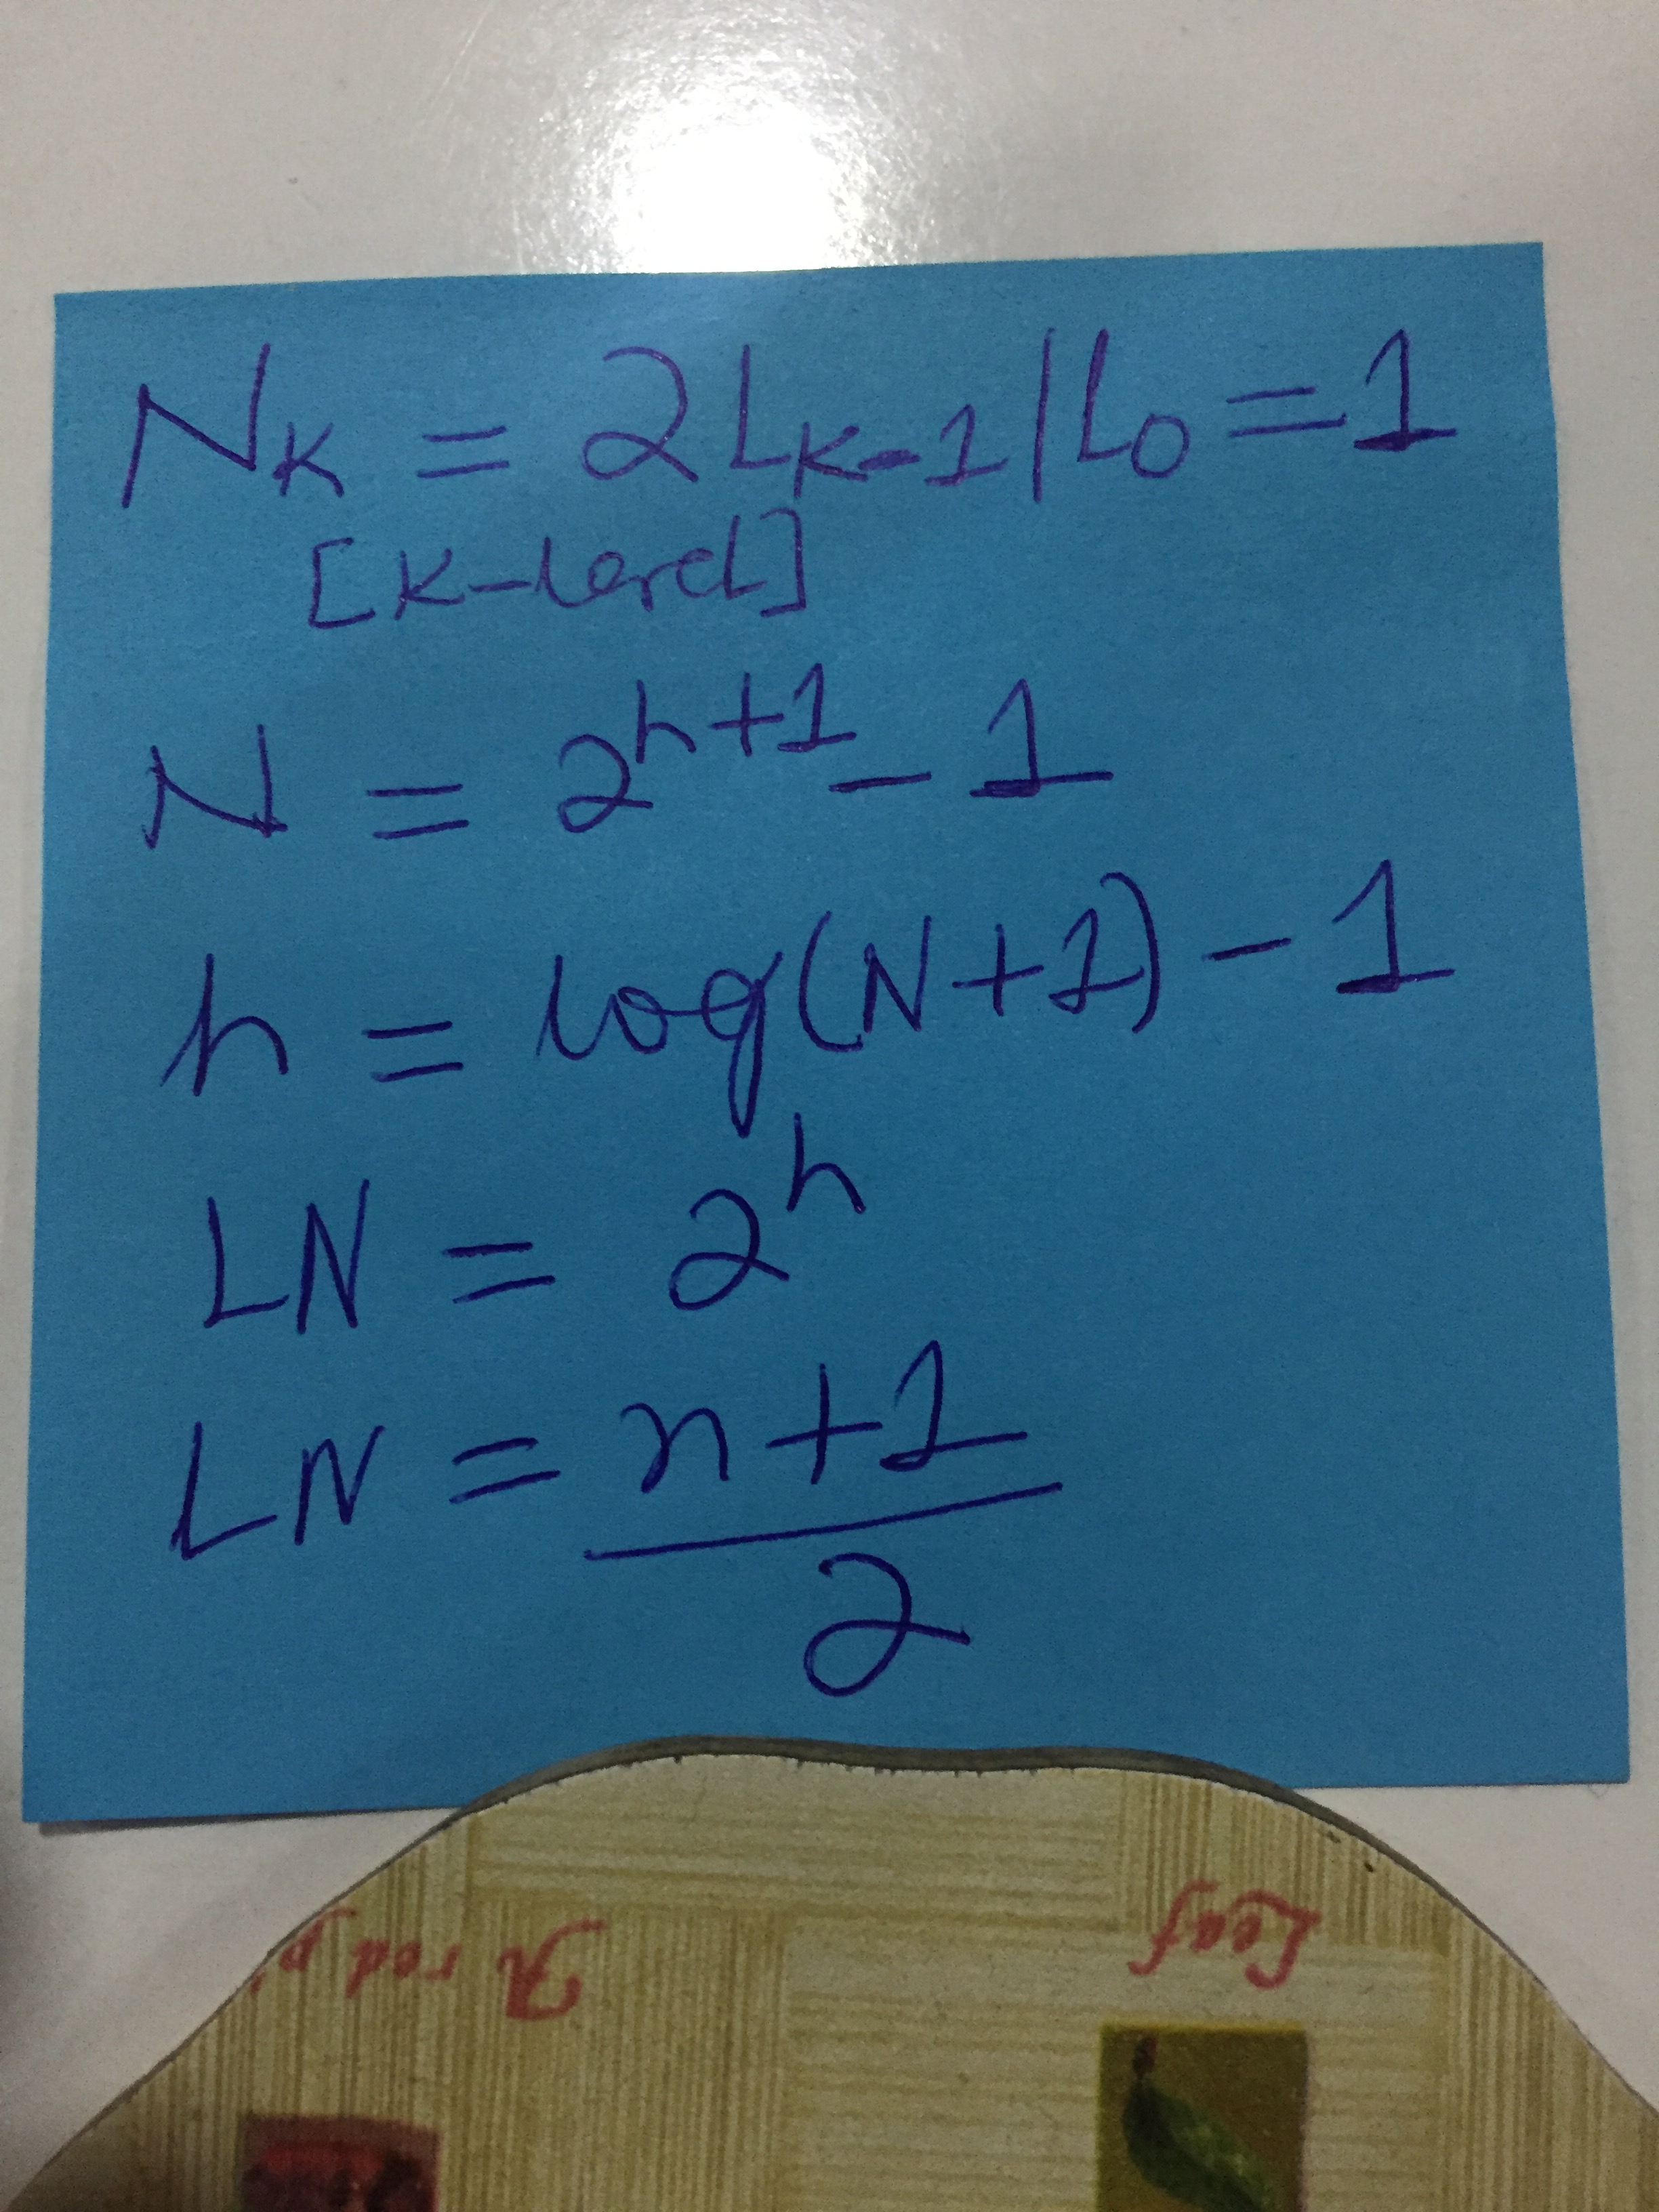 N_K = 2L_{K-1} | L_0 = 1
[K-level]
N = 2^{h+1} - 1
h = log(N+1) - 1
LN = 2^h
LN = \frac{n+1}{2}
Leaf
A red